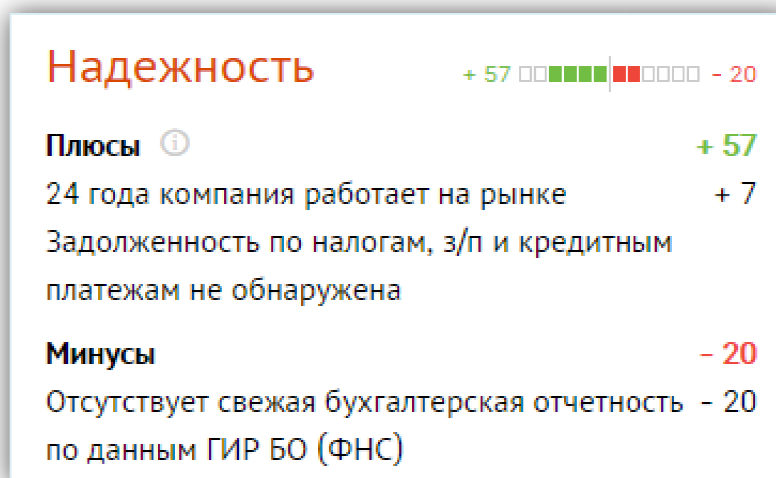 Надежность
+ 57 - 20
Плюсы + 57
24 года компания работает на рынке + 7
Задолженность по налогам, з/п и кредитным
платежам не обнаружена
Минусы - 20
Отсутствует свежая бухгалтерская отчетность - 20
по данным ГИР БО (ФНС)